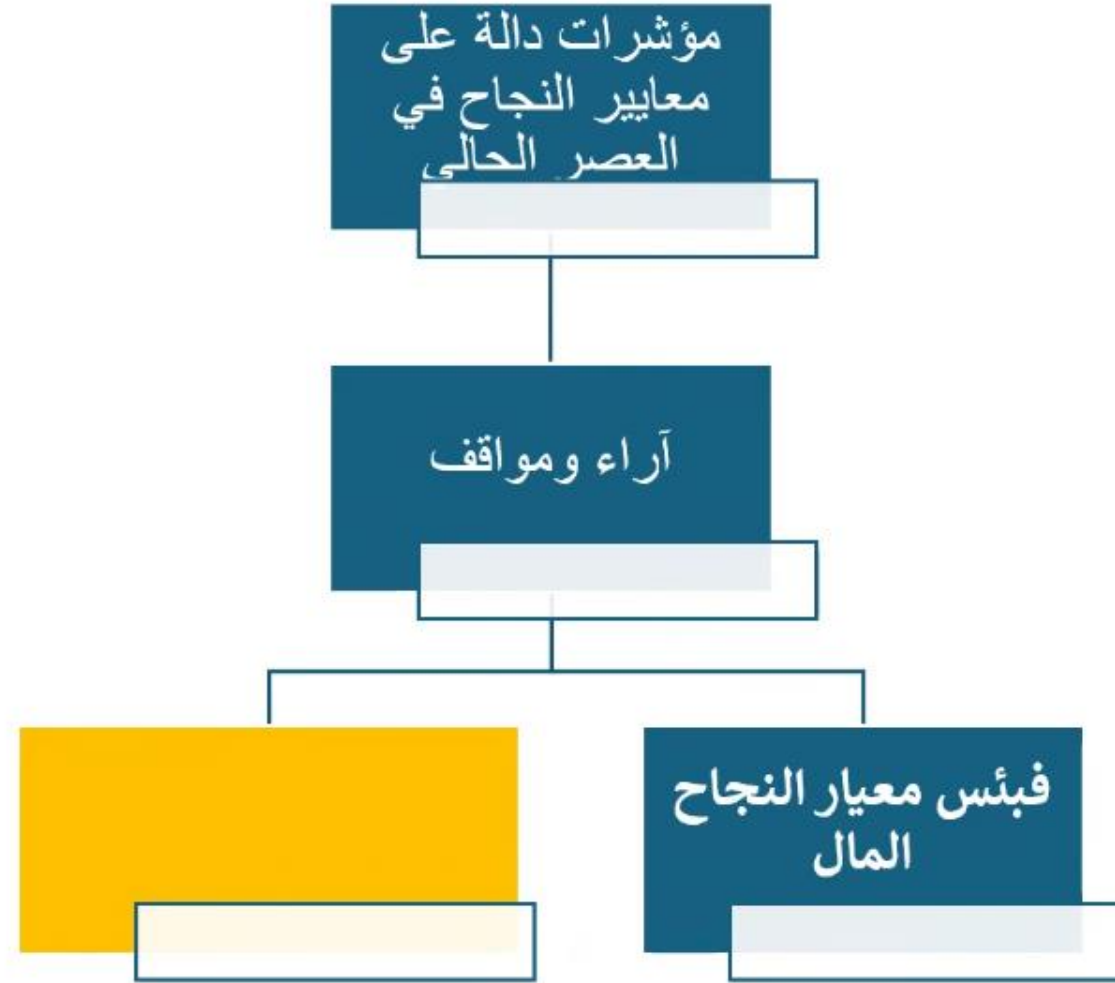 مؤشرات دالة على
معايير النجاح في
العصر الحالي
آراء ومواقف
فبئس معيار النجاح
المال